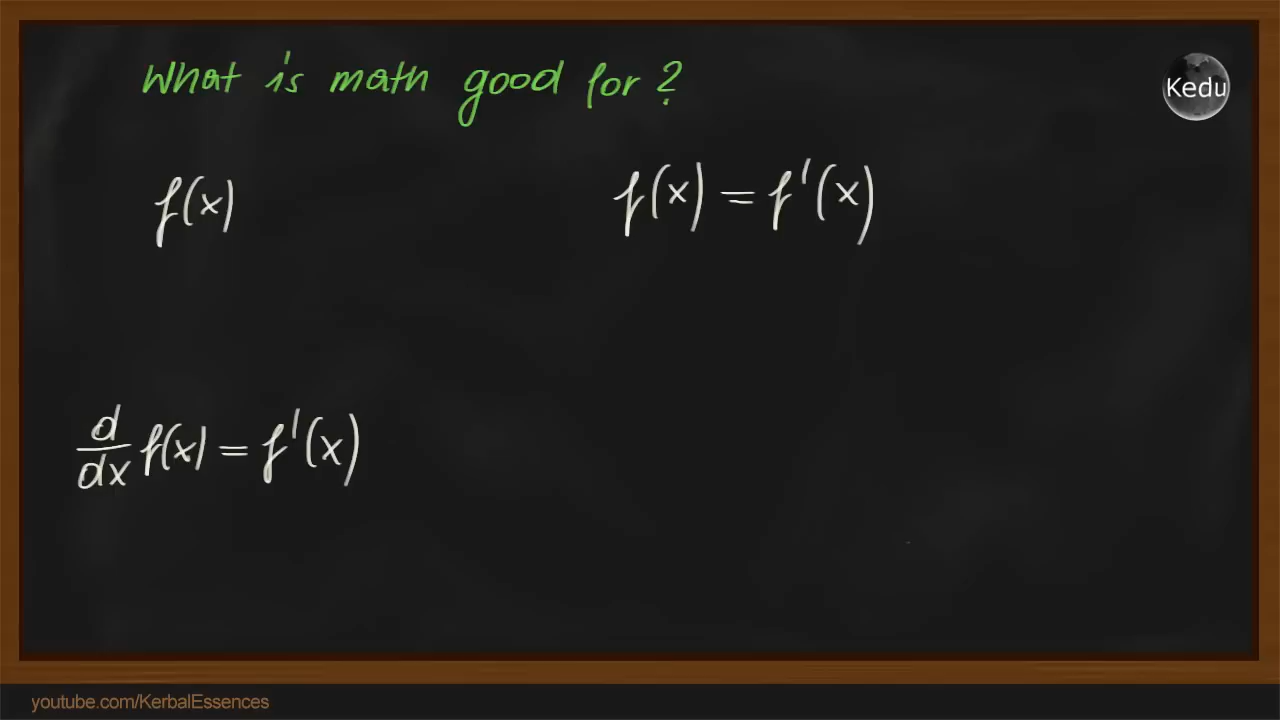 What is math good for?
Kedu
f(x)
f(x) = f'(x)
d/dx f(x) = f'(x)
youtube.com/KerbalEssences